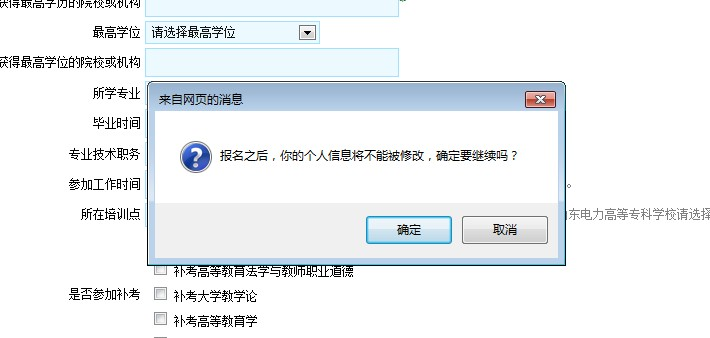 获得最高学历的院校或机构
最高学位 请选择最高学位
获得最高学位的院校或机构
所学专业
来自网页的消息
毕业时间
报名之后，你的个人信息将不能被修改，确定要继续吗？
专业技术职务
参加工作时间 。
所在培训点 东电力高等专科学校请选择
确定 取消
补考高等教育法学与教师职业道德
是否参加补考 补考大学教学论
补考高等教育学